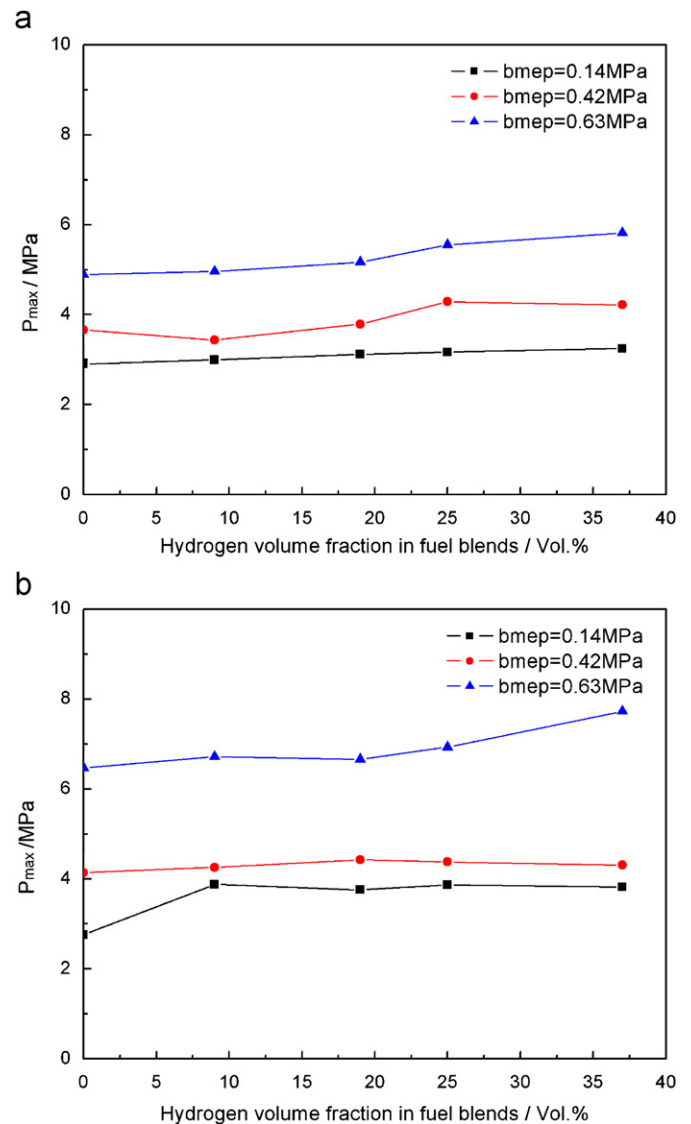 a
10
8
6
4
2
0
P_max / MPa
bmep=0.14MPa
bmep=0.42MPa
bmep=0.63MPa
0 5 10 15 20 25 30 35 40
Hydrogen volume fraction in fuel blends / Vol.%
b
10
8
6
4
2
0
P_max /MPa
bmep=0.14MPa
bmep=0.42MPa
bmep=0.63MPa
0 5 10 15 20 25 30 35 40
Hydrogen volume fraction in fuel blends / Vol.%